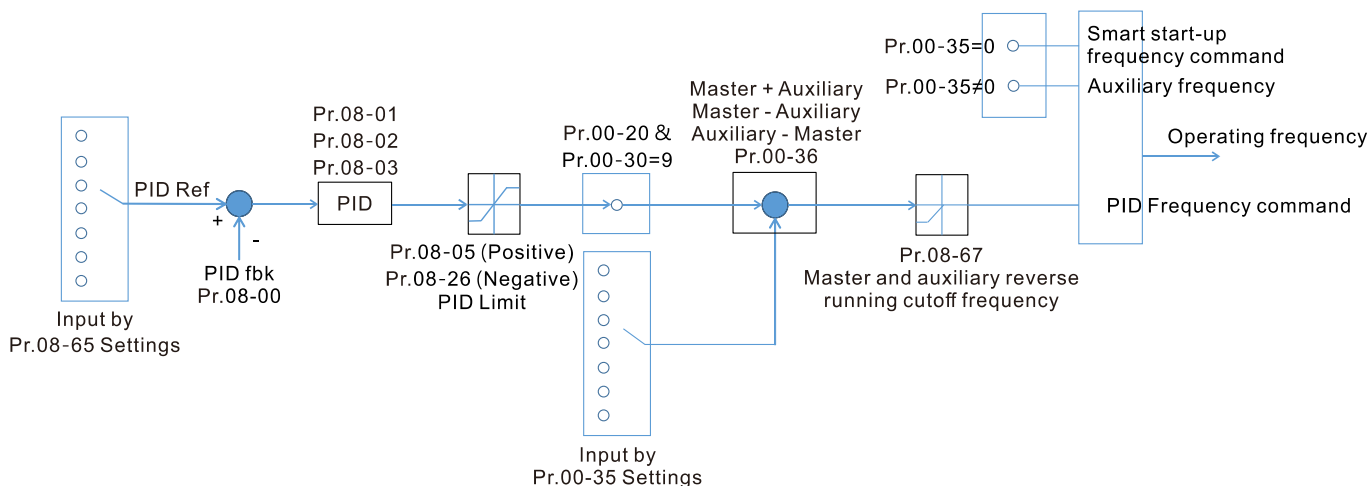 Pr.00-35=0
Smart start-up
frequency command
Pr.00-35≠0
Auxiliary frequency
Operating frequency
PID Frequency command
Master + Auxiliary
Master - Auxiliary
Auxiliary - Master
Pr.00-36
Pr.00-20 &
Pr.00-30=9
Pr.08-01
Pr.08-02
Pr.08-03
PID
PID Ref
+
-
PID fbk
Pr.08-00
Input by
Pr.08-65 Settings
Pr.08-05 (Positive)
Pr.08-26 (Negative)
PID Limit
Pr.08-67
Master and auxiliary reverse
running cutoff frequency
Input by
Pr.00-35 Settings